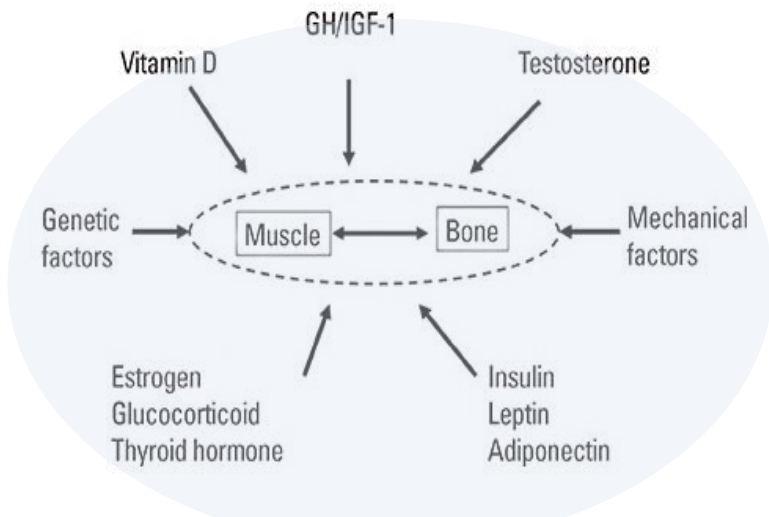 GH/IGF-1
Vitamin D
Testosterone
Genetic
factors
Muscle
Bone
Mechanical
factors
Estrogen
Glucocorticoid
Thyroid hormone
Insulin
Leptin
Adiponectin